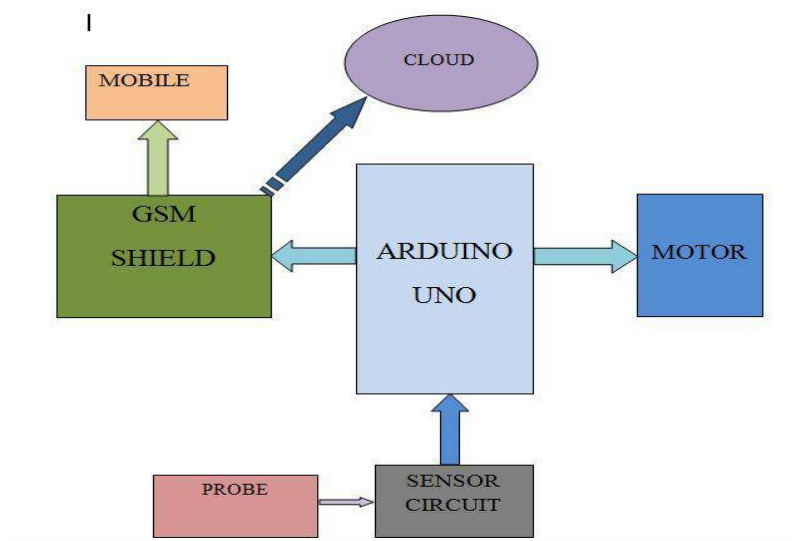 I
CLOUD
MOBILE
GSM
SHIELD
ARDUINO
UNO
MOTOR
PROBE
SENSOR
CIRCUIT